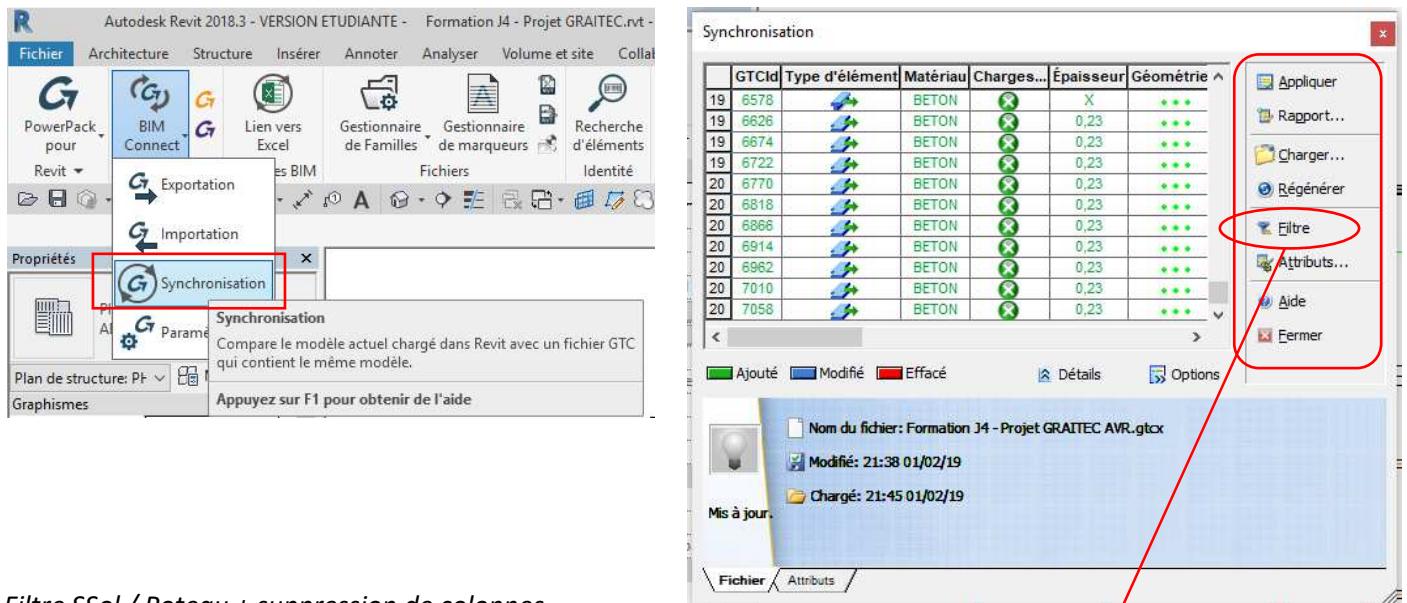 Autodesk Revit 2018.3 - VERSION ETUDIANTE - Formation J4 - Projet GRAITEC.rvt -
Fichier Architecture Structure Insérer Annoter Analyser Volume et site
PowerPack pour
Revit
BIM Connect
Lien vers Excel
Gestionnaire de Familles
Gestionnaire de marqueurs
Recherche d'éléments
es BIM
Fichiers
Identité
Exportation
Importation
Propriétés
Synchronisation
Synchronisation
Compare le modèle actuel chargé dans Revit avec un fichier GTC
qui contient le même modèle.
Appuyez sur F1 pour obtenir de l'aide
Plan de structure: PH
Graphismes
Synchronisation
GTCId Type d'élément Matériau Charges... Épaisseur Géométrie
19 6578 BETON X
19 6626 BETON 0,23
19 6674 BETON 0,23
19 6722 BETON 0,23
20 6770 BETON 0,23
20 6818 BETON 0,23
20 6866 BETON 0,23
20 6914 BETON 0,23
20 6962 BETON 0,23
20 7010 BETON 0,23
20 7058 BETON 0,23
Appliquer
Rapport...
Charger...
Régénérer
Filtre
Attributs...
Aide
Fermer
Ajouté Modifié Effacé Détails Options
Nom du fichier: Formation J4 - Projet GRAITEC AVR.gtcx
Modifié: 21:38 01/02/19
Chargé: 21:45 01/02/19
Mis à jour.
Fichier Attributs